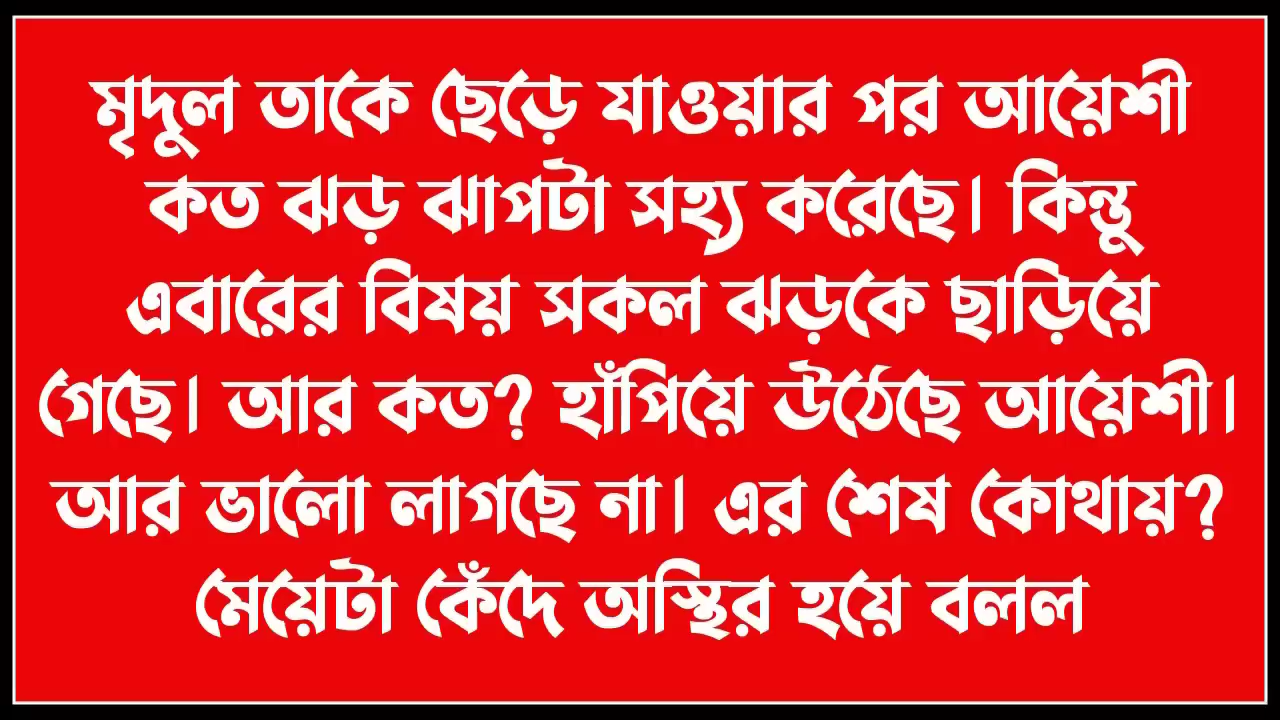 মৃদুল তাকে ছেড়ে যাওয়ার পর আয়েশী
কত ঝড় ঝাপটা সহ্য করেছে। কিন্তু
এবারের বিষয় সকল ঝড়কে ছাড়িয়ে
গেছে। আর কত? হাঁপিয়ে উঠেছে আয়েশী।
আর ভালো লাগছে না। এর শেষ কোথায়?
মেয়েটা কেঁদে অস্থির হয়ে বলল